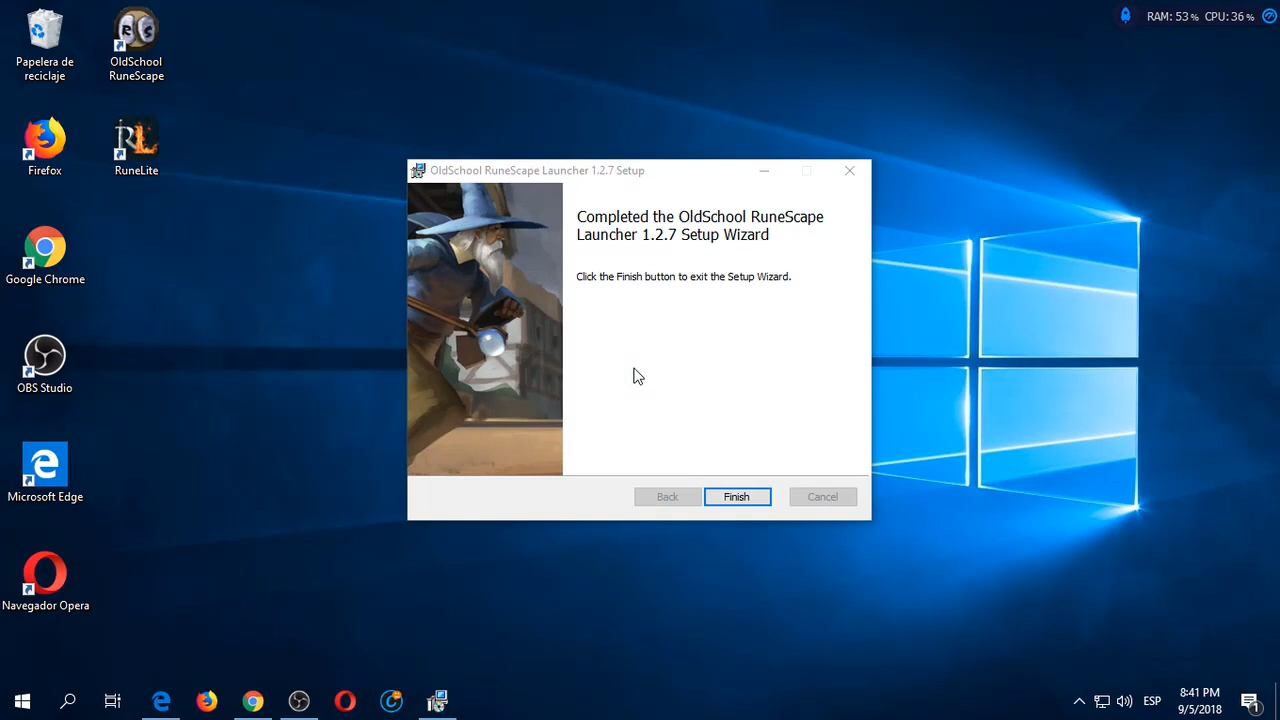 RAM: 53 % CPU: 36 %
Papelera de
reciclaje
OldSchool
RuneScape
Firefox
RuneLite
Google Chrome
OBS Studio
Microsoft Edge
Navegador Opera
OldSchool RuneScape Launcher 1.2.7 Setup
Completed the OldSchool RuneScape
Launcher 1.2.7 Setup Wizard
Click the Finish button to exit the Setup Wizard.
Back
Finish
Cancel
ESP
8:41 PM
9/5/2018
1